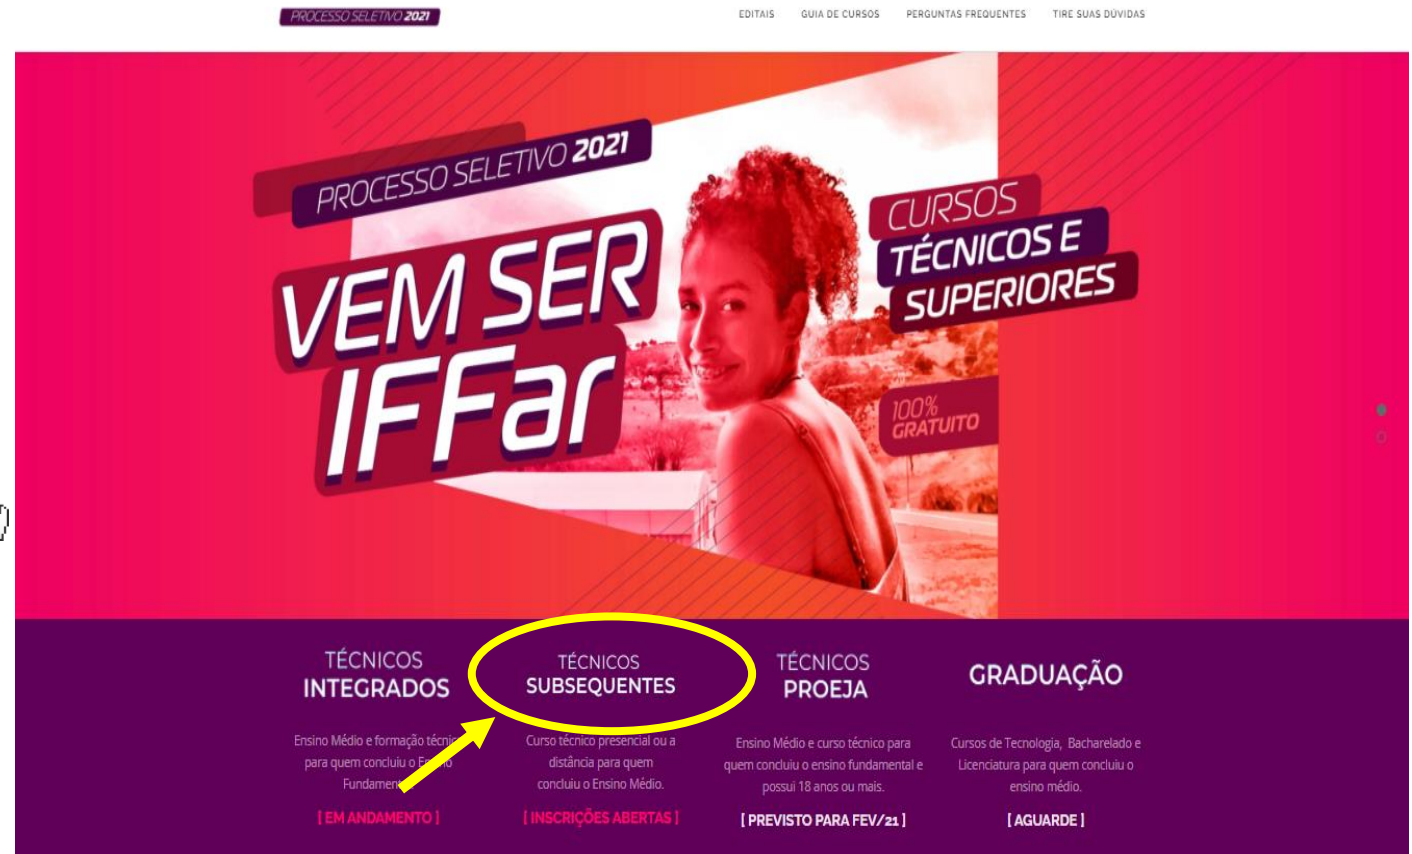 PROCESSO SELETIVO 2021
EDITAIS GUIA DE CURSOS PERGUNTAS FREQUENTES TIRE SUAS DÚVIDAS
PROCESSO SELETIVO 2021
VEM SER
IFFar
CURSOS
TÉCNICOS E
SUPERIORES
100%
GRATUITO
TÉCNICOS
INTEGRADOS
Ensino Médio e formação técnica
para quem concluiu o Ensino
Fundamental
[ EM ANDAMENTO ]
TÉCNICOS
SUBSEQUENTES
Curso técnico presencial ou a
distância para quem
concluiu o Ensino Médio.
[ INSCRIÇÕES ABERTAS ]
TÉCNICOS
PROEJA
Ensino Médio e curso técnico para
quem concluiu o ensino fundamental e
possui 18 anos ou mais.
[ PREVISTO PARA FEV/21 ]
GRADUAÇÃO
Cursos de Tecnologia, Bacharelado e
Licenciatura para quem concluiu o
ensino médio.
[ AGUARDE ]